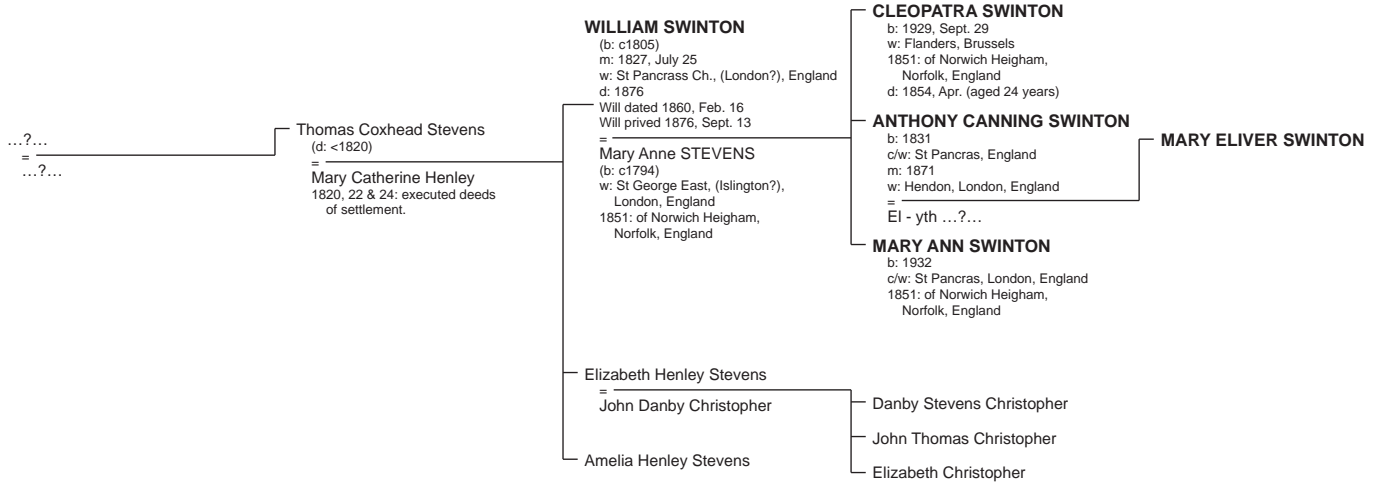 …?…
=
…?…
Thomas Coxhead Stevens
(d: <1820)
=
Mary Catherine Henley
1820, 22 & 24: executed deeds
of settlement.
WILLIAM SWINTON
(b: c1805)
m: 1827, July 25
w: St Pancrass Ch., (London?), England
d: 1876
Will dated 1860, Feb. 16
Will prived 1876, Sept. 13
=
Mary Anne STEVENS
(b: c1794)
w: St George East, (Islington?),
London, England
1851: of Norwich Heigham,
Norfolk, England
Elizabeth Henley Stevens
=
John Danby Christopher
Amelia Henley Stevens
CLEOPATRA SWINTON
b: 1929, Sept. 29
w: Flanders, Brussels
1851: of Norwich Heigham,
Norfolk, England
d: 1854, Apr. (aged 24 years)
ANTHONY CANNING SWINTON
b: 1831
c/w: St Pancras, England
m: 1871
w: Hendon, London, England
=
El - yth …?…
MARY ANN SWINTON
b: 1932
c/w: St Pancras, London, England
1851: of Norwich Heigham,
Norfolk, England
Danby Stevens Christopher
John Thomas Christopher
Elizabeth Christopher
MARY ELIVER SWINTON